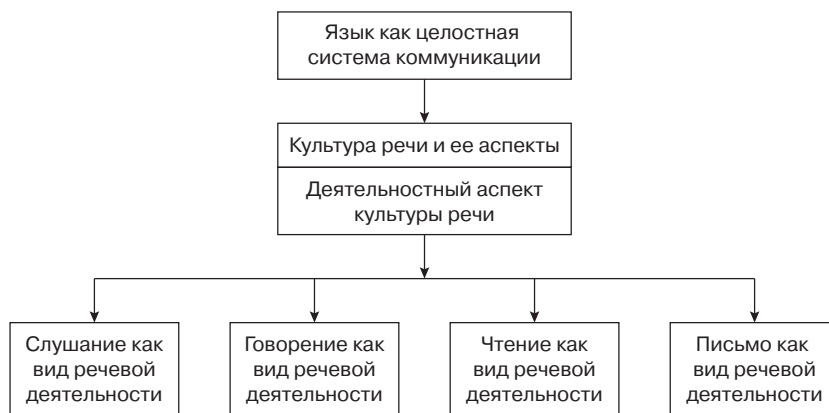 Язык как целостная
система коммуникации
Культура речи и ее аспекты
Деятельностный аспект
культуры речи
Слушание как
вид речевой
деятельности
Говорение как
вид речевой
деятельности
Чтение как
вид речевой
деятельности
Письмо как
вид речевой
деятельности